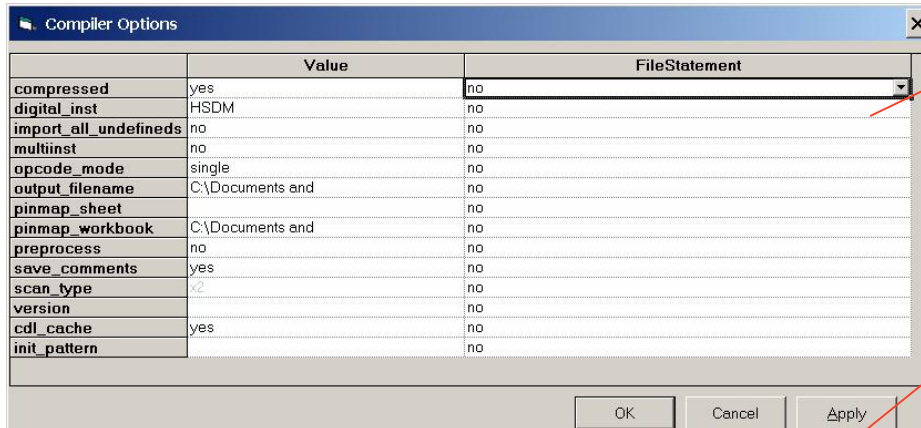 Compiler Options
Value FileStatement
compressed yes no
digital_inst HSDM no
import_all_undefineds no no
multiinst no no
opcode_mode single no
output_filename C:\Documents and no
pinmap_sheet no
pinmap_workbook C:\Documents and no
preprocess no no
save_comments yes no
scan_type x2 no
version no
cdl_cache yes no
init_pattern no
OK Cancel Apply